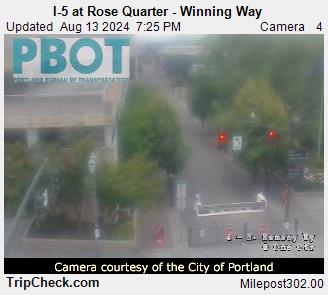 I-5 at Rose Quarter - Winning Way
Updated Aug 13 2024 7:25 PM Camera 4
PBOT
PORTLAND BUREAU OF TRANSPORTATION
Camera courtesy of the City of Portland
TripCheck.com Milepost302.00